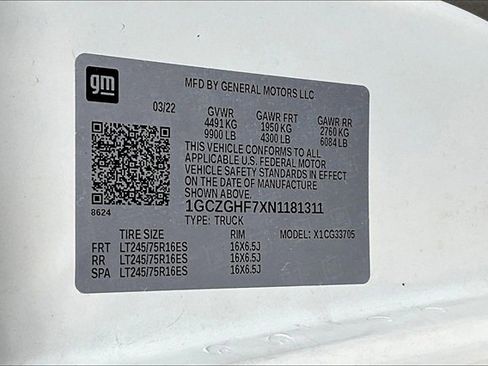 gm
MFD BY GENERAL MOTORS LLC
03/22 GVWR GAWR FRT GAWR RR
4491 KG 1950 KG 2760 KG
9900 LB 4300 LB 6084 LB
THIS VEHICLE CONFORMS TO ALL
APPLICABLE U.S. FEDERAL MOTOR
VEHICLE SAFETY STANDARDS IN EFFECT
ON THE DATE OF MANUFACTURE
SHOWN ABOVE.
8624 1GCZGHF7XN1181311
TYPE: TRUCK MODEL: X1CG33705
TIRE SIZE RIM
FRT LT245/75R16ES 16X6.5J
RR LT245/75R16ES 16X6.5J
SPA LT245/75R16ES 16X6.5J